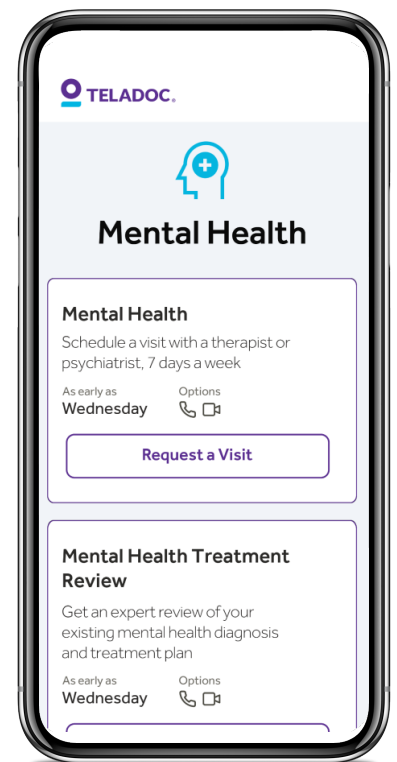 TELADOC.
Mental Health
Mental Health
Schedule a visit with a therapist or
psychiatrist, 7 days a week
As early as Options
Wednesday
Request a Visit
Mental Health Treatment
Review
Get an expert review of your
existing mental health diagnosis
and treatment plan
As early as Options
Wednesday